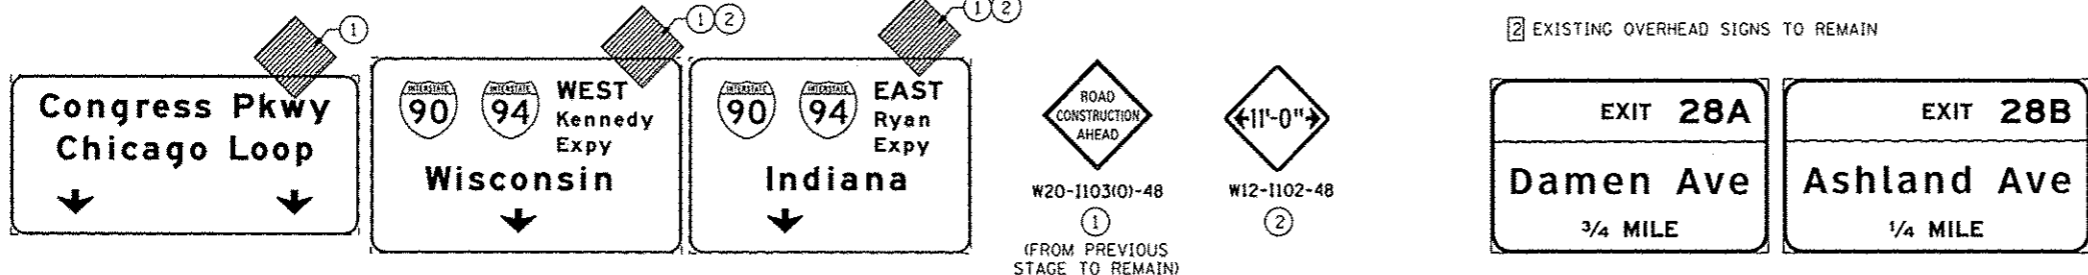 1
1 2
1 2
Congress Pkwy
Chicago Loop
INTERSTATE
90
INTERSTATE
94
WEST
Kennedy
Expy
Wisconsin
INTERSTATE
90
INTERSTATE
94
EAST
Ryan
Expy
Indiana
ROAD
CONSTRUCTION
AHEAD
W20-I103(O)-48
1
(FROM PREVIOUS
STAGE TO REMAIN)
11'-0"
W12-I102-48
2
2 EXISTING OVERHEAD SIGNS TO REMAIN
EXIT 28A
Damen Ave
3/4 MILE
EXIT 28B
Ashland Ave
1/4 MILE